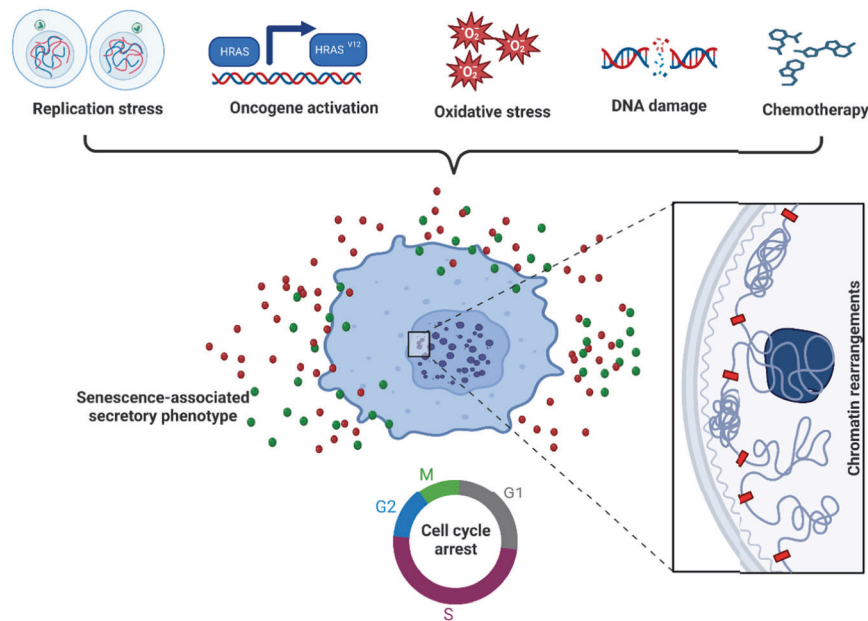 HRAS
HRAS V12
·O₂⁻
·O₂⁻
·O₂⁻
Replication stress
Oncogene activation
Oxidative stress
DNA damage
Chemotherapy
Senescence-associated
secretory phenotype
Chromatin rearrangements
M
G1
G2
Cell cycle
arrest
S